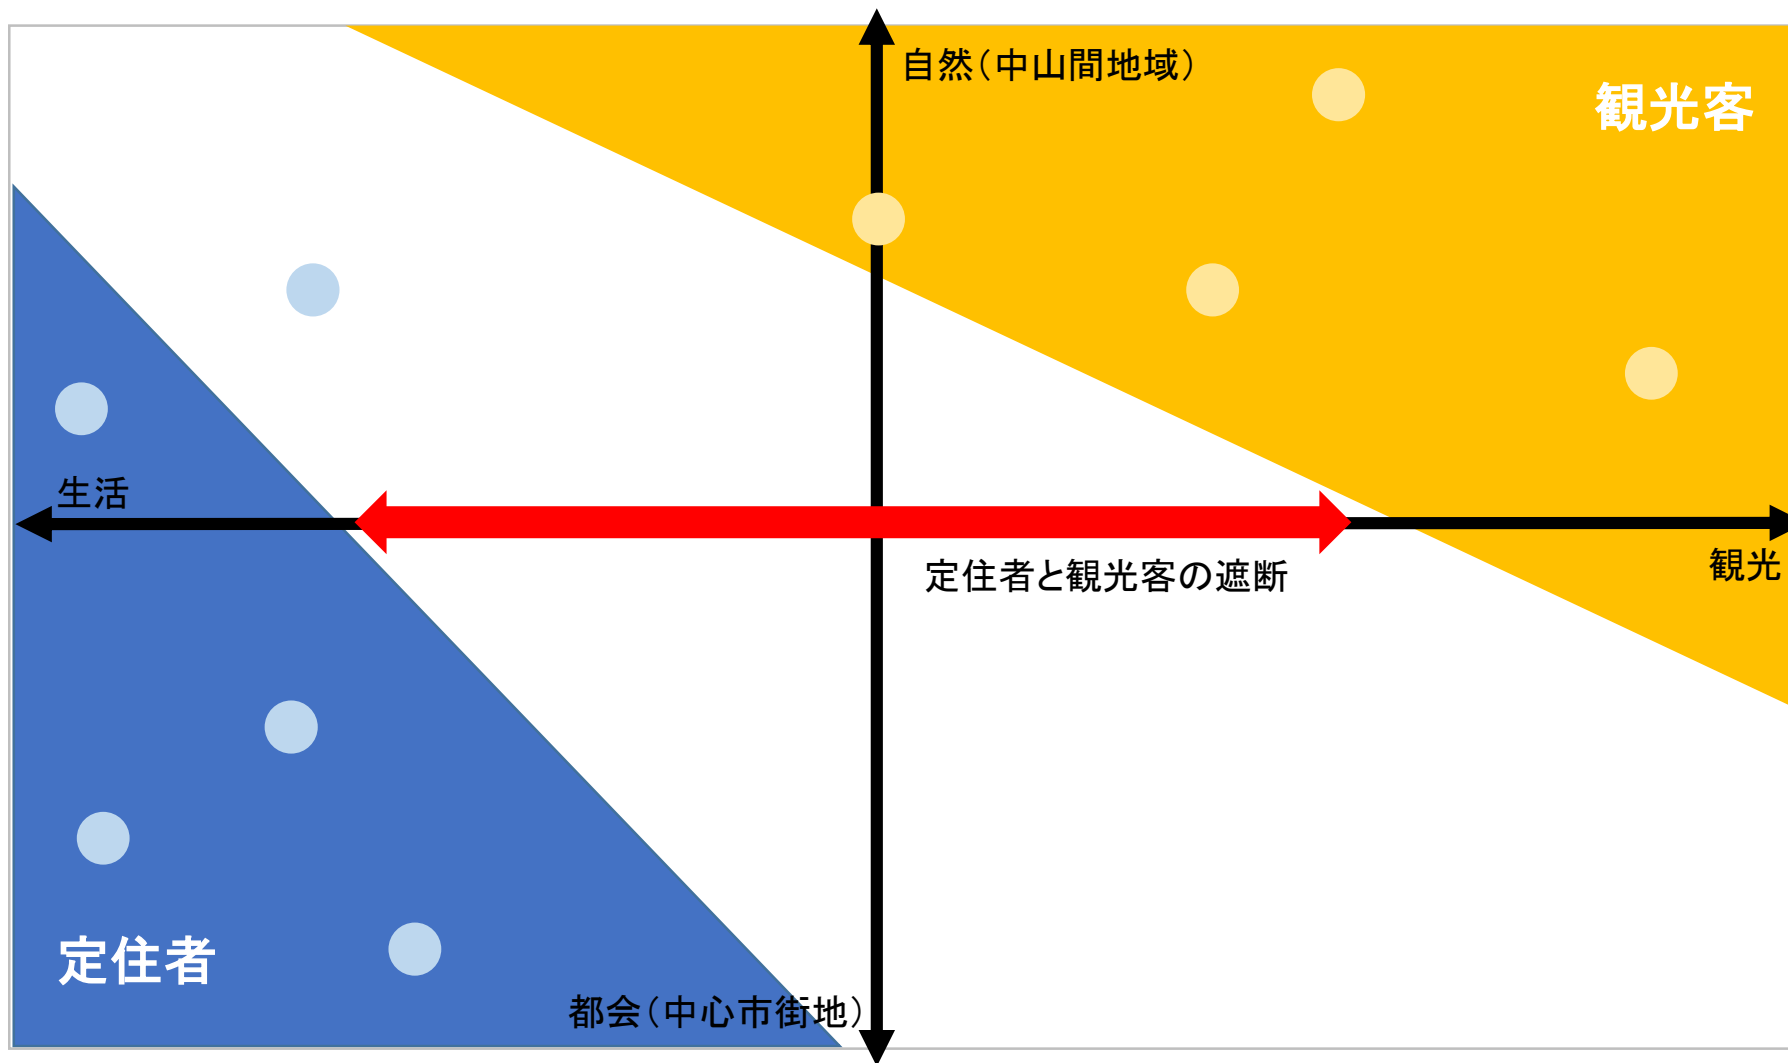 自然（中山間地域）
観光客
生活
定住者と観光客の遮断
観光
定住者
都会（中心市街地）